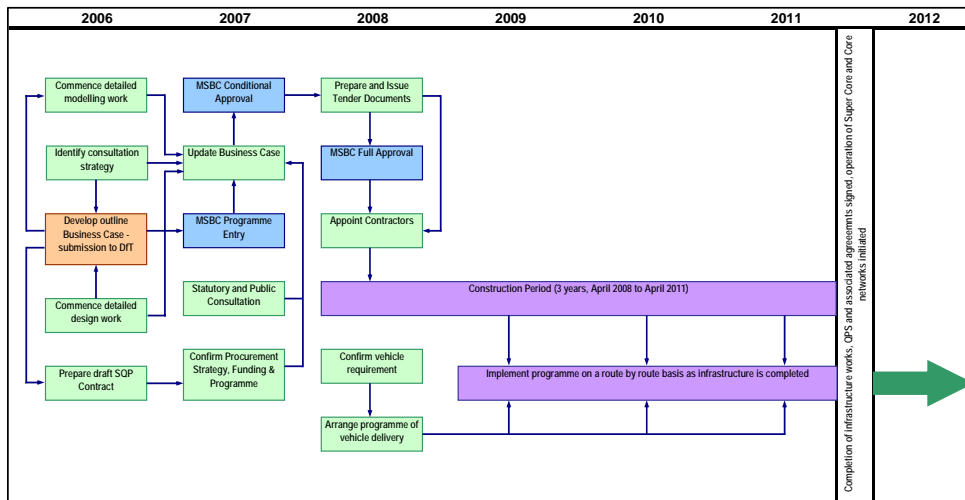 2006 2007 2008 2009 2010 2011 2012
Commence detailed
modelling work
MSBC Conditional
Approval
Prepare and Issue
Tender Documents
Identify consultation
strategy
Update Business Case
MSBC Full Approval
Develop outline
Business Case -
submission to DfT
MSBC Programme
Entry
Appoint Contractors
Commence detailed
design work
Statutory and Public
Consultation
Construction Period (3 years, April 2008 to April 2011)
Prepare draft SQP
Contract
Confirm Procurement
Strategy, Funding &
Programme
Confirm vehicle
requirement
Implement programme on a route by route basis as infrastructure is completed
Arrange programme of
vehicle delivery
Completion of infrastructure works, QPS and associated agreeemnts signed, operation of Super Core and Core
networks initiated